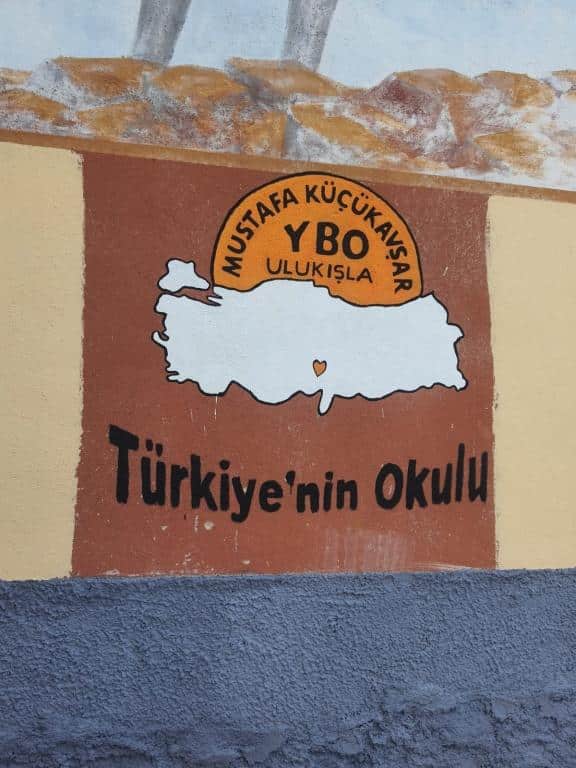 MUSTAFA KÜÇÜKAVŞAR
YBO
ULUKIŞLA
Türkiye'nin Okulu